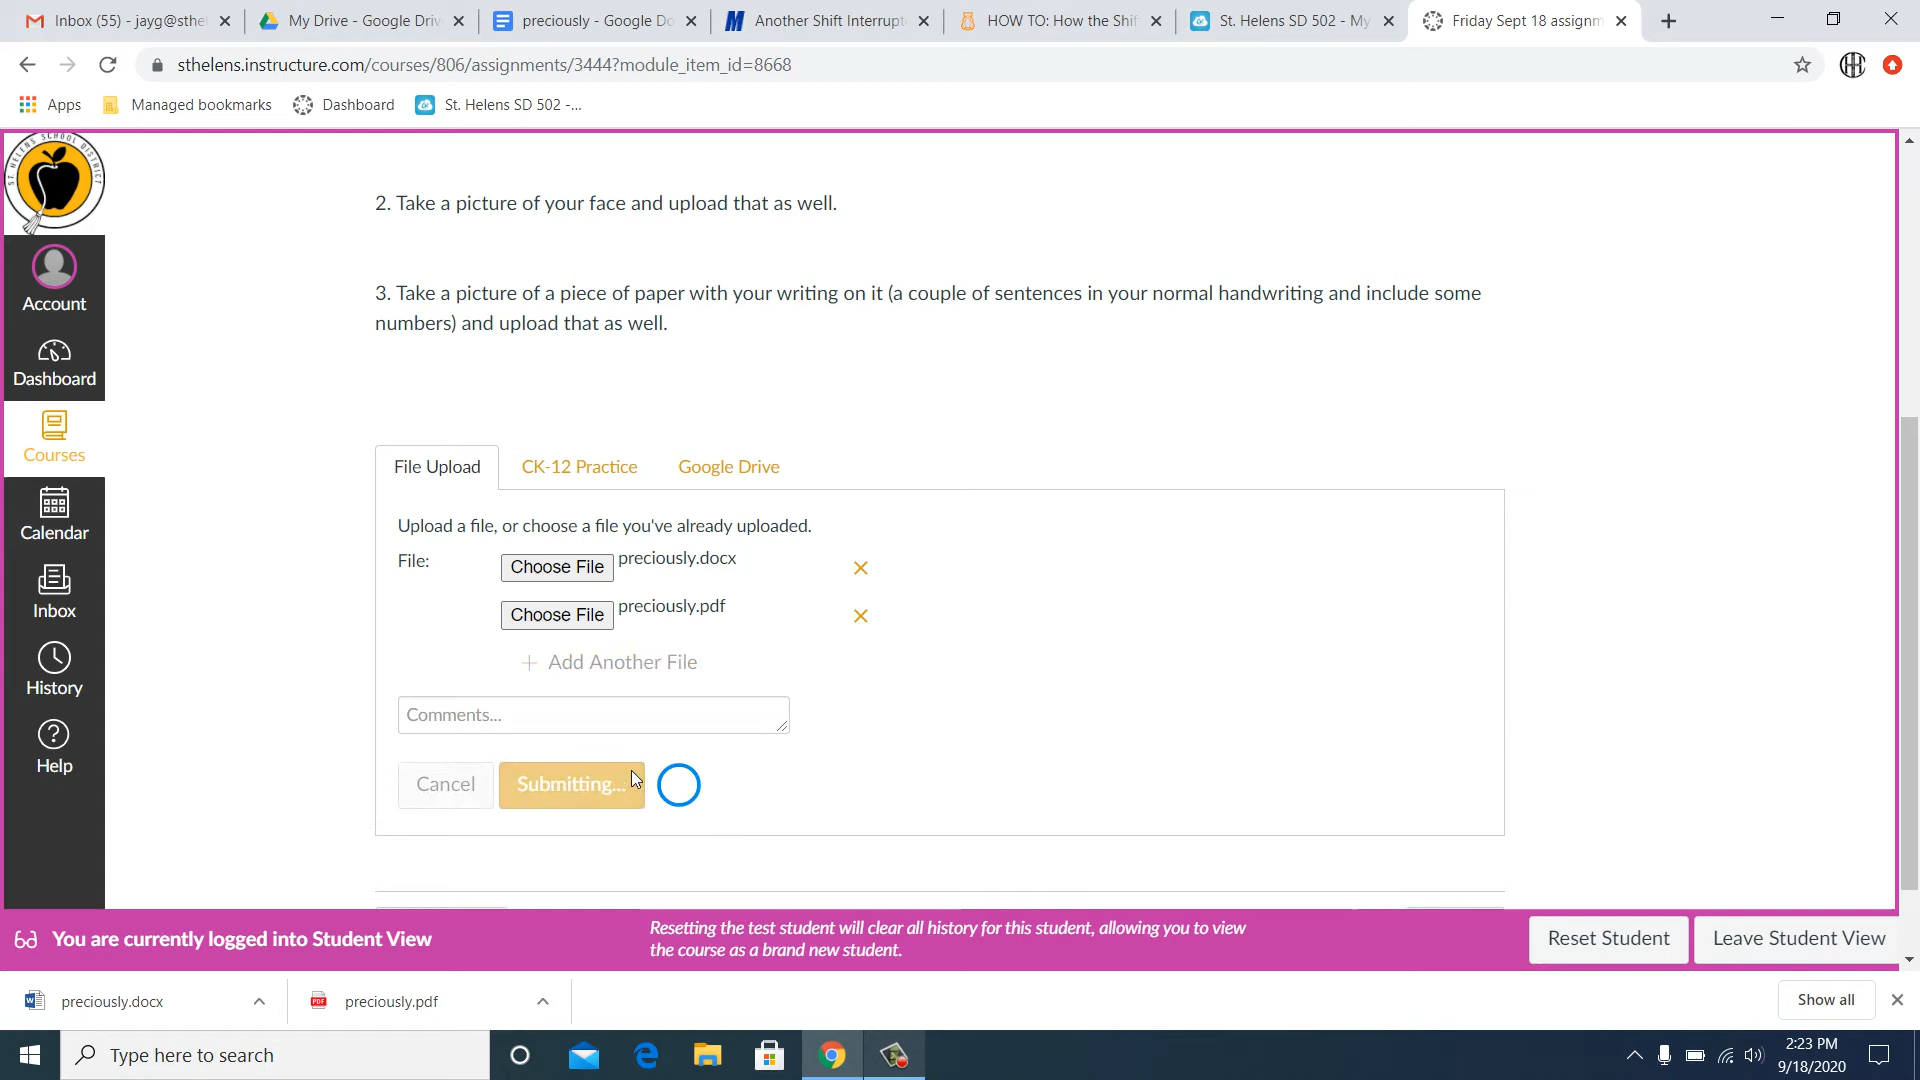 Inbox (55) - jayg@sthe
My Drive - Google Driv
preciously - Google Do
Another Shift Interrupt
HOW TO: How the Shif
St. Helens SD 502 - My
Friday Sept 18 assignm
sthelens.instructure.com/courses/806/assignments/3444?module_item_id=8668
Apps
Managed bookmarks
Dashboard
St. Helens SD 502 -...
ST. HELENS SCHOOL DISTRICT
Account
Dashboard
Courses
Calendar
Inbox
History
Help
2. Take a picture of your face and upload that as well.
3. Take a picture of a piece of paper with your writing on it (a couple of sentences in your normal handwriting and include some
numbers) and upload that as well.
File Upload
CK-12 Practice
Google Drive
Upload a file, or choose a file you've already uploaded.
File:
Choose File
preciously.docx
Choose File
preciously.pdf
Add Another File
Comments...
Cancel
Submitting...
You are currently logged into Student View
Resetting the test student will clear all history for this student, allowing you to view
the course as a brand new student.
Reset Student
Leave Student View
preciously.docx
preciously.pdf
Show all
Type here to search
2:23 PM
9/18/2020